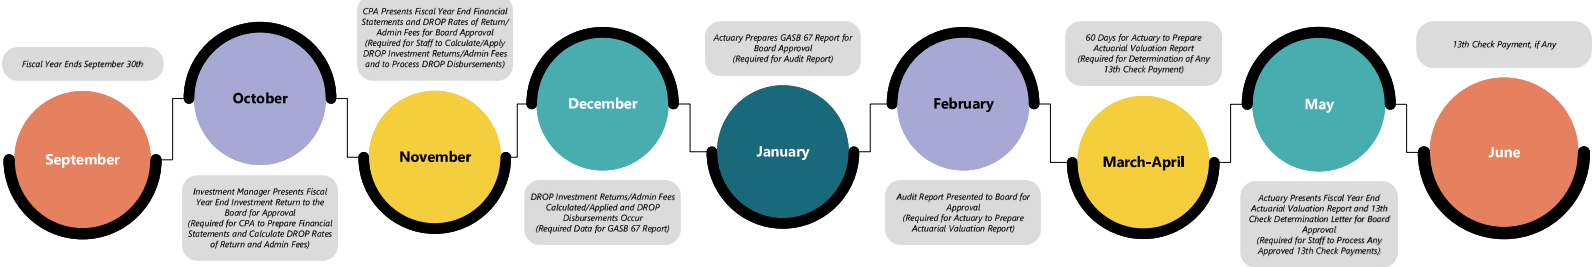 Fiscal Year Ends September 30th
September
October
Investment Manager Presents Fiscal
Year End Investment Return to the
Board for Approval
(Required for CPA to Prepare Financial
Statements and Calculate DROP Rates
of Return and Admin Fees)
CPA Presents Fiscal Year End Financial
Statements and DROP Rates of Return/
Admin Fees for Board Approval
(Required for Staff to Calculate/Apply
DROP Investment Returns/Admin Fees
and to Process DROP Disbursements)
November
December
DROP Investment Returns/Admin Fees
Calculated/Applied and DROP
Disbursements Occur
(Required Data for GASB 67 Report)
Actuary Prepares GASB 67 Report for
Board Approval
(Required for Audit Report)
January
February
Audit Report Presented to Board for
Approval
(Required for Actuary to Prepare
Actuarial Valuation Report)
60 Days for Actuary to Prepare
Actuarial Valuation Report
(Required for Determination of Any
13th Check Payment)
March-April
May
Actuary Presents Fiscal Year End
Actuarial Valuation Report and 13th
Check Determination Letter for Board
Approval
(Required for Staff to Process Any
Approved 13th Check Payments)
13th Check Payment, if Any
June